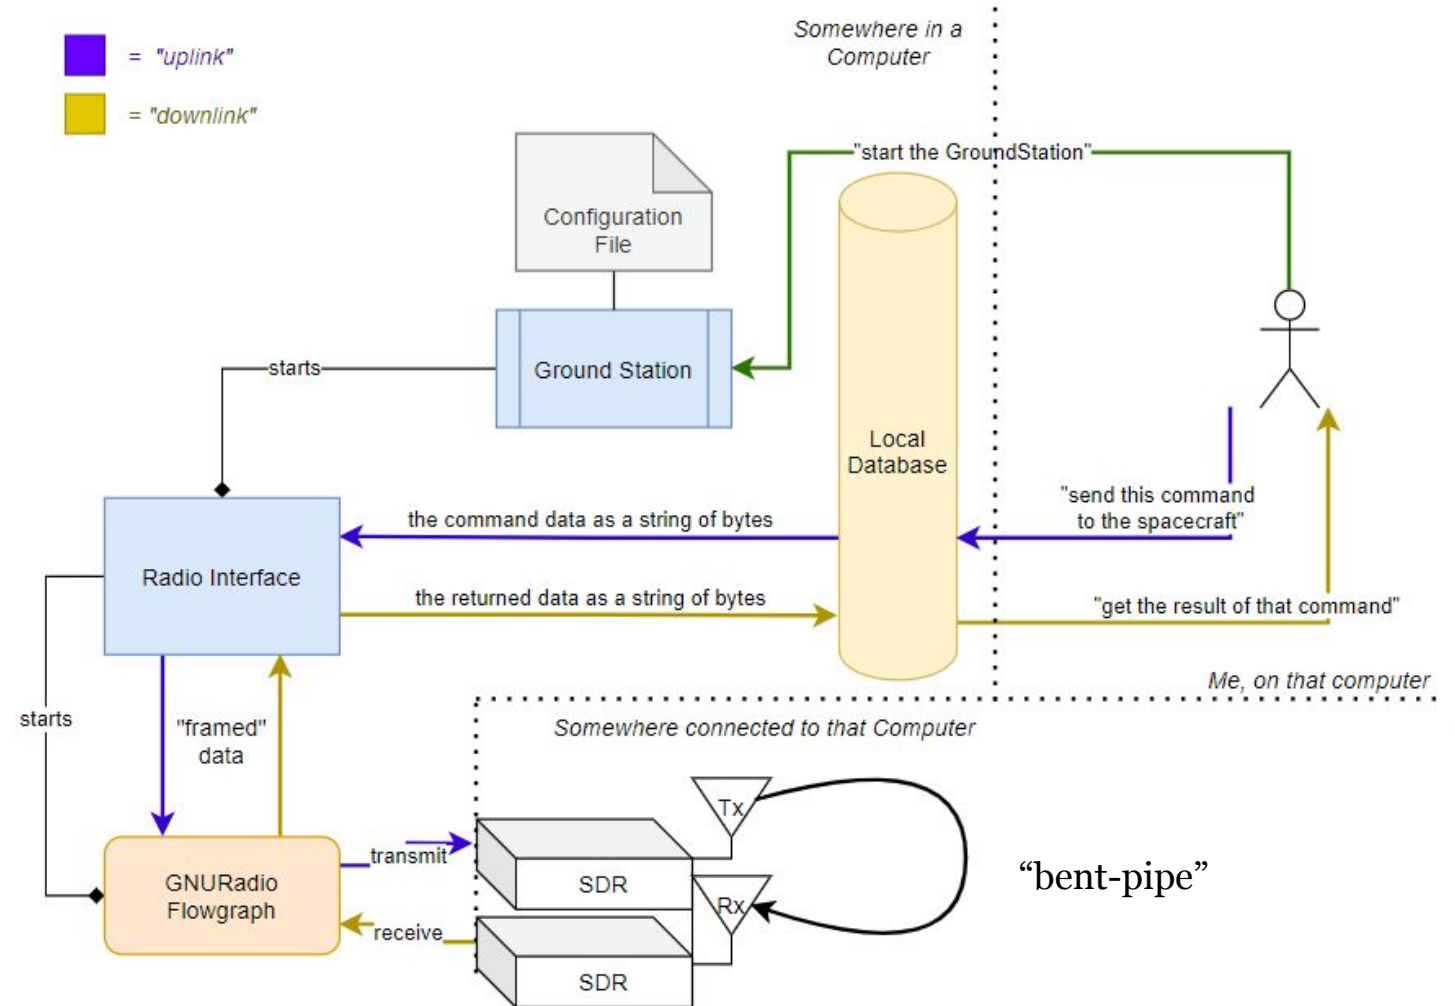 = "uplink"
= "downlink"
Somewhere in a
Computer
"start the GroundStation"
Configuration
File
starts
Ground Station
Local
Database
"send this command
to the spacecraft"
the command data as a string of bytes
Radio Interface
the returned data as a string of bytes
"get the result of that command"
Me, on that computer
starts
"framed"
data
Somewhere connected to that Computer
Tx
transmit
GNURadio
Flowgraph
SDR
Rx
"bent-pipe"
receive
SDR